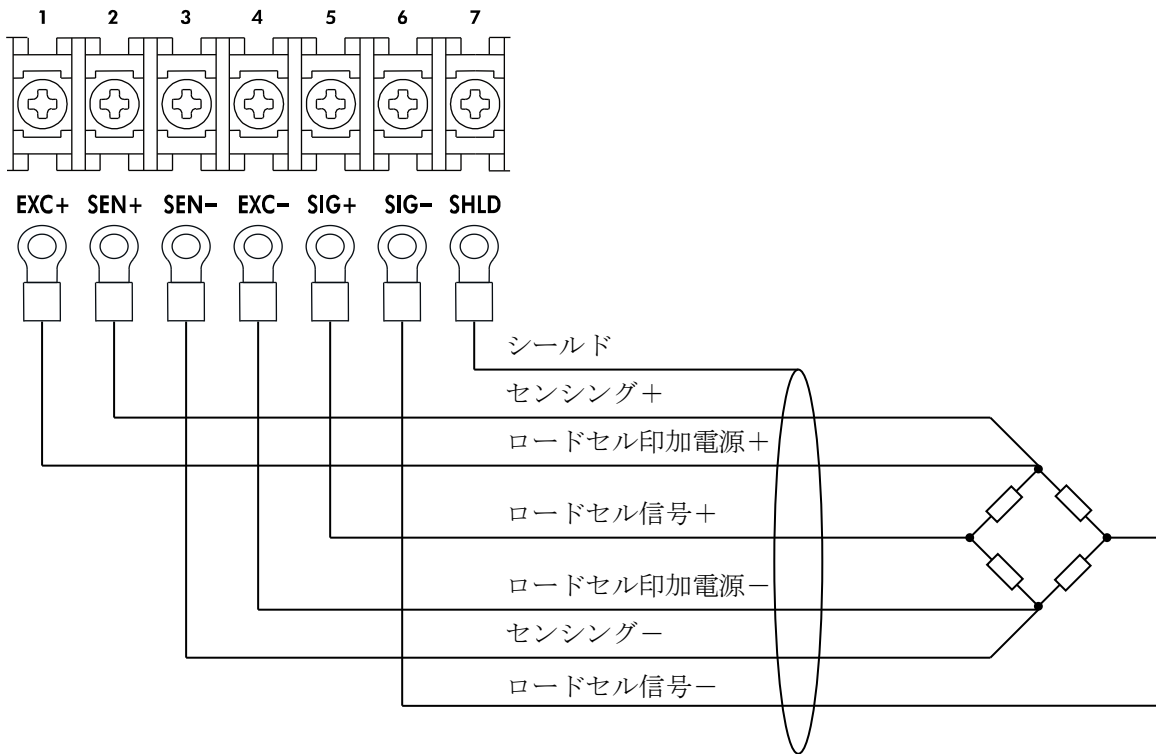 1 2 3 4 5 6 7
EXC+ SEN+ SEN− EXC− SIG+ SIG− SHLD
シールド
センシング＋
ロードセル印加電源＋
ロードセル信号＋
ロードセル印加電源－
センシング－
ロードセル信号－